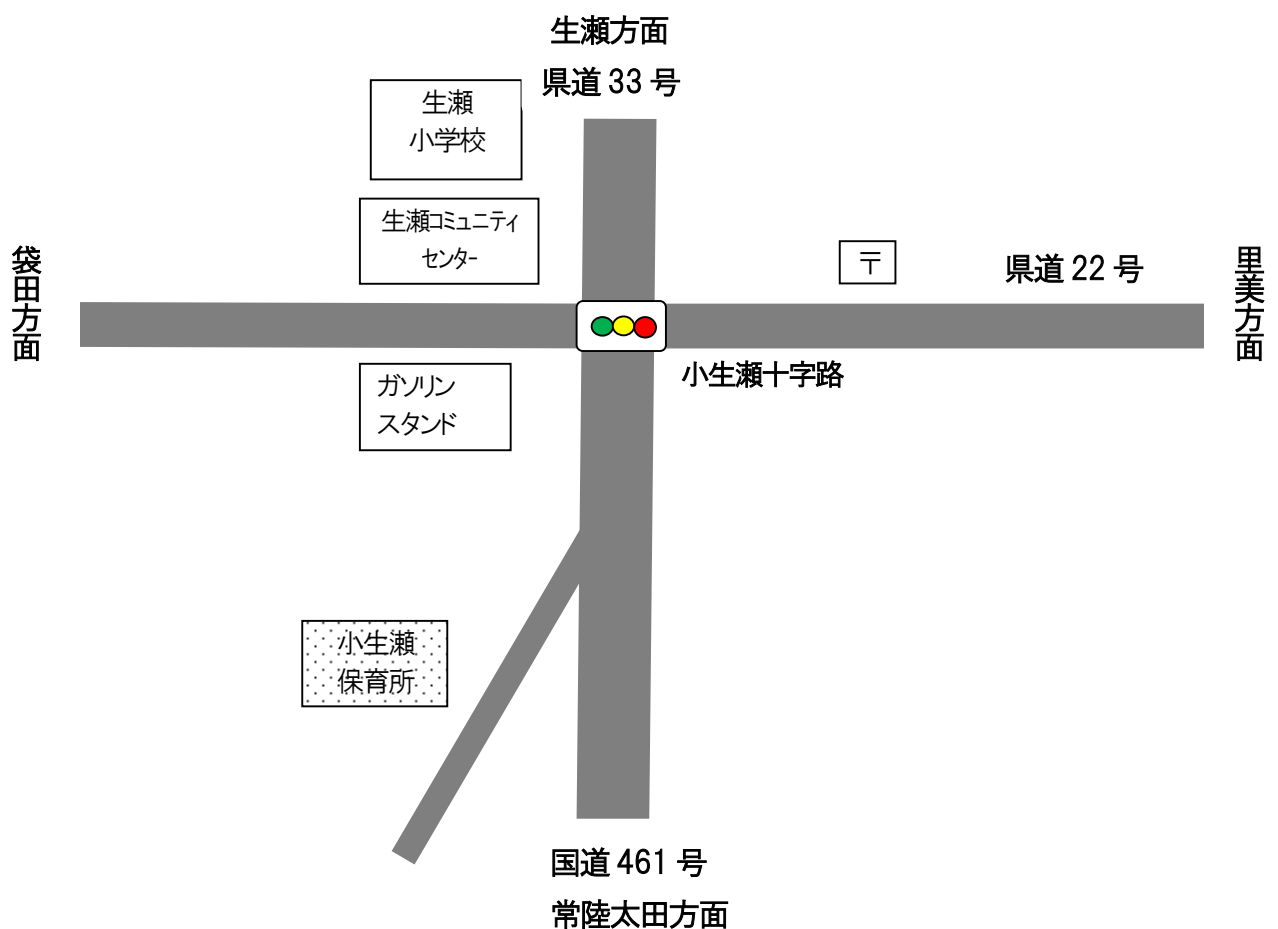 生瀬方面
県道33号
生瀬
小学校
生瀬コミュニティ
センター
〒
県道22号
袋田方面
里美方面
小生瀬十字路
ガソリン
スタンド
小生瀬
保育所
国道461号
常陸太田方面